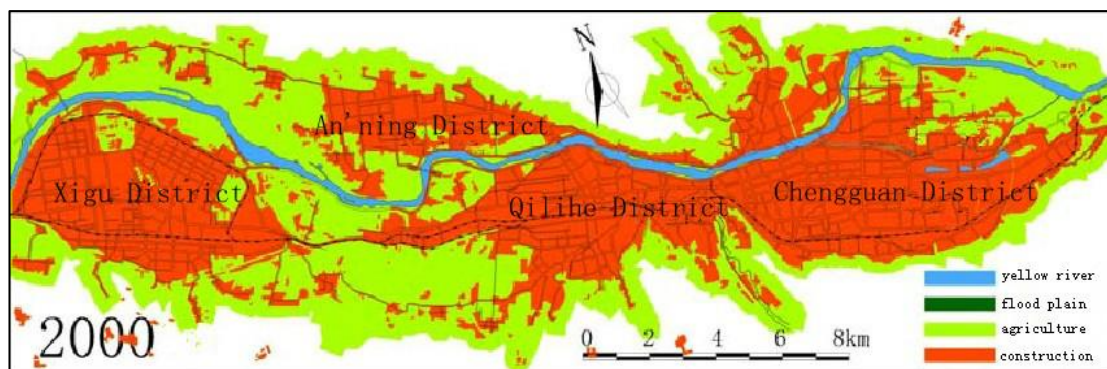 N
An'ning District
Xigu District
Qilihe District
Chengguan District
2000
0 2 4 6 8km
yellow river
flood plain
agriculture
construction